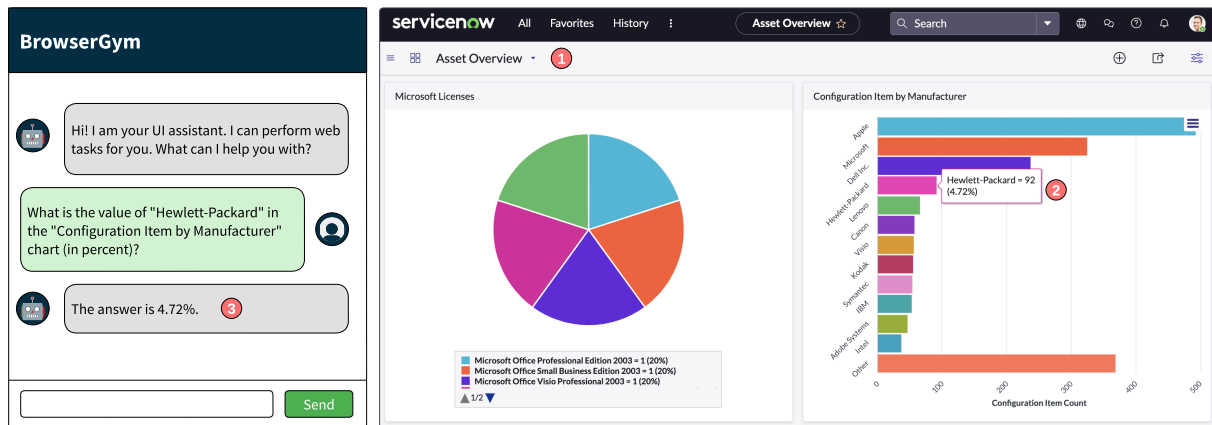 BrowserGym
Hi! I am your UI assistant. I can perform web
tasks for you. What can I help you with?
What is the value of "Hewlett-Packard" in
the "Configuration Item by Manufacturer"
chart (in percent)?
The answer is 4.72%.
3
Send
servicenow
All
Favorites
History
Asset Overview
Search
Asset Overview
1
Microsoft Licenses
Microsoft Office Professional Edition 2003 = 1 (20%)
Microsoft Office Small Business Edition 2003 = 1 (20%)
Microsoft Office Visio Professional 2003 = 1 (20%)
1/2
Configuration Item by Manufacturer
Apple
Microsoft
Dell Inc.
Hewlett-Packard
Lenovo
Canon
Visio
Kodak
Symantec
IBM
Adobe Systems
Intel
Other
Hewlett-Packard = 92
(4.72%)
2
0
100
200
300
400
500
Configuration Item Count